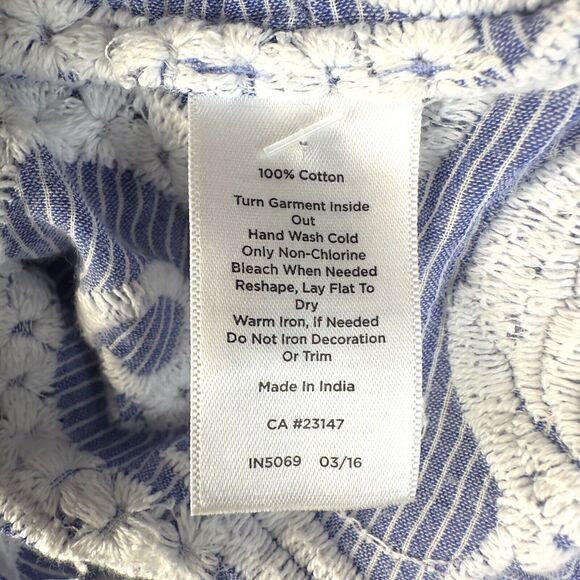 100% Cotton
Turn Garment Inside
Out
Hand Wash Cold
Only Non-Chlorine
Bleach When Needed
Reshape, Lay Flat To
Dry
Warm Iron, If Needed
Do Not Iron Decoration
Or Trim
Made In India
CA #23147
IN5069 03/16